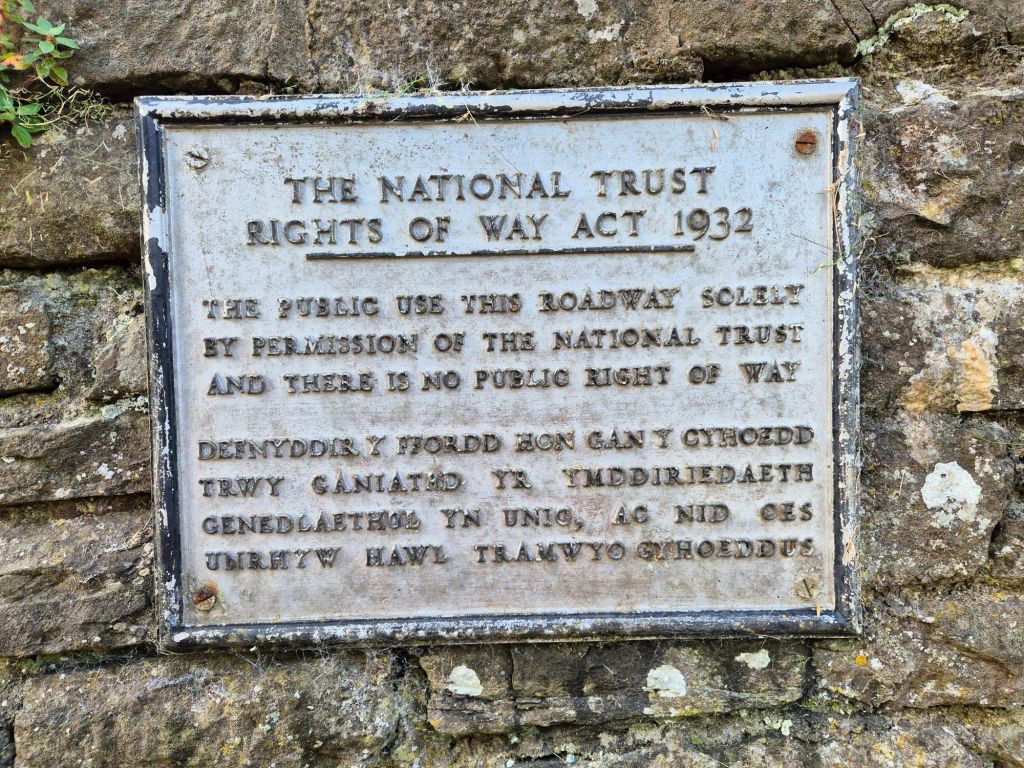 THE NATIONAL TRUST
RIGHTS OF WAY ACT 1932
THE PUBLIC USE THIS ROADWAY SOLELY
BY PERMISSION OF THE NATIONAL TRUST
AND THERE IS NO PUBLIC RIGHT OF WAY
DEFNYDDIR Y FFORDD HON GAN Y CYHOEDD
TRWY GANIATÂD YR YMDDIRIEDAETH
GENEDLAETHOL YN UNIG, AC NID OES
UNRHYW HAWL TRAMWYO GYHOEDDUS